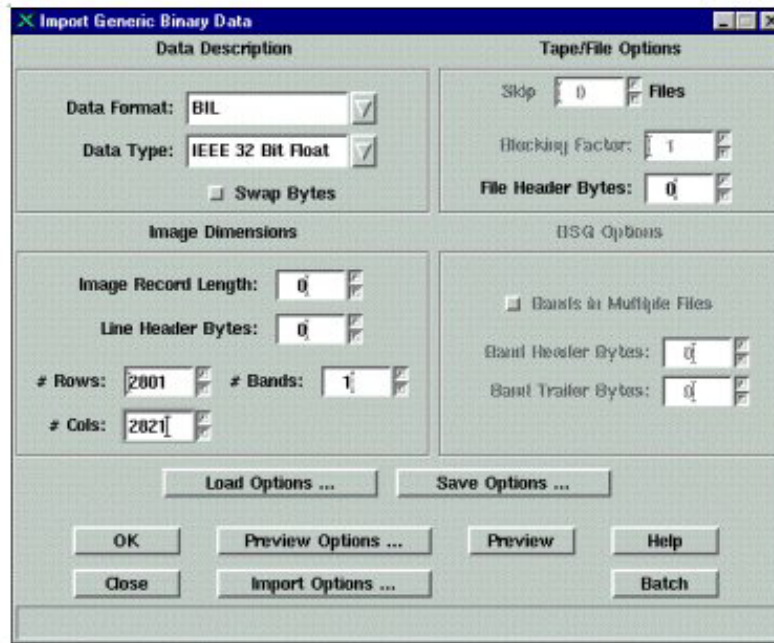 Import Generic Binary Data
Data Description
Data Format: BIL
Data Type: IEEE 32 Bit Float
Swap Bytes
Tape/File Options
Skip 0 Files
Blocking Factor: 1
File Header Bytes: 0
Image Dimensions
Image Record Length: 0
Line Header Bytes: 0
# Rows: 2801 # Bands: 1
# Cols: 2821
BSQ Options
Bands in Multiple Files
Band Header Bytes: 0
Band Trailer Bytes: 0
Load Options ... Save Options ...
OK Preview Options ... Preview Help
Close Import Options ... Batch